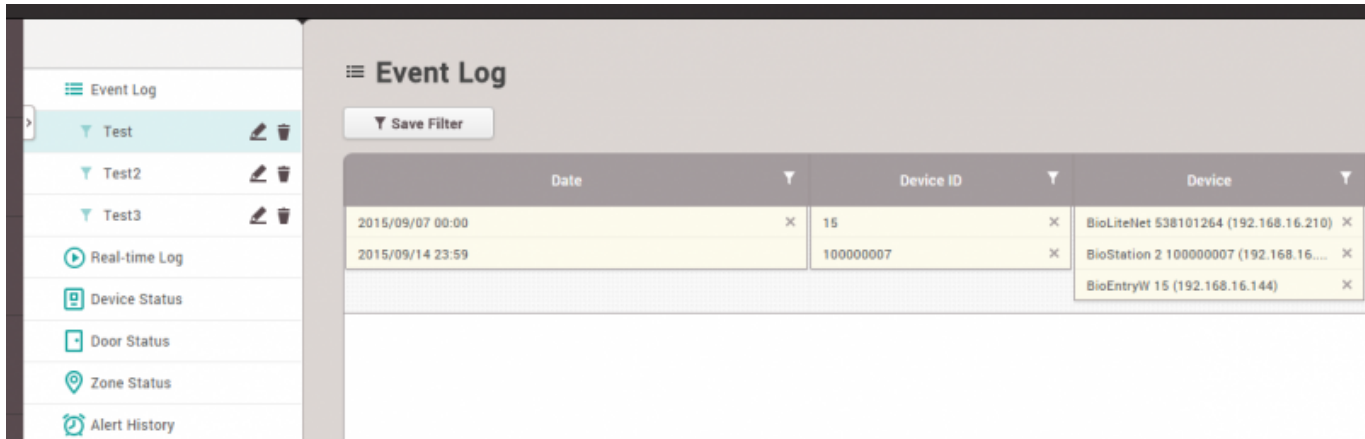 Event Log
Test
Test2
Test3
Real-time Log
Device Status
Door Status
Zone Status
Alert History
Event Log
Save Filter
Date Device ID Device
2015/09/07 00:00 15 BioLiteNet 538101264 (192.168.16.210)
2015/09/14 23:59 100000007 BioStation 2 100000007 (192.168.16....
BioEntryW 15 (192.168.16.144)